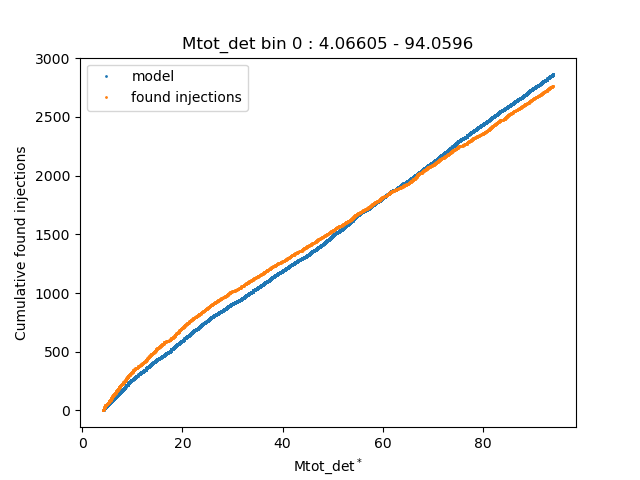 Mtot_det bin 0 : 4.06605 - 94.0596
model
found injections
3000
2500
2000
1500
1000
500
0
Cumulative found injections
0 20 40 60 80
Mtot_det*